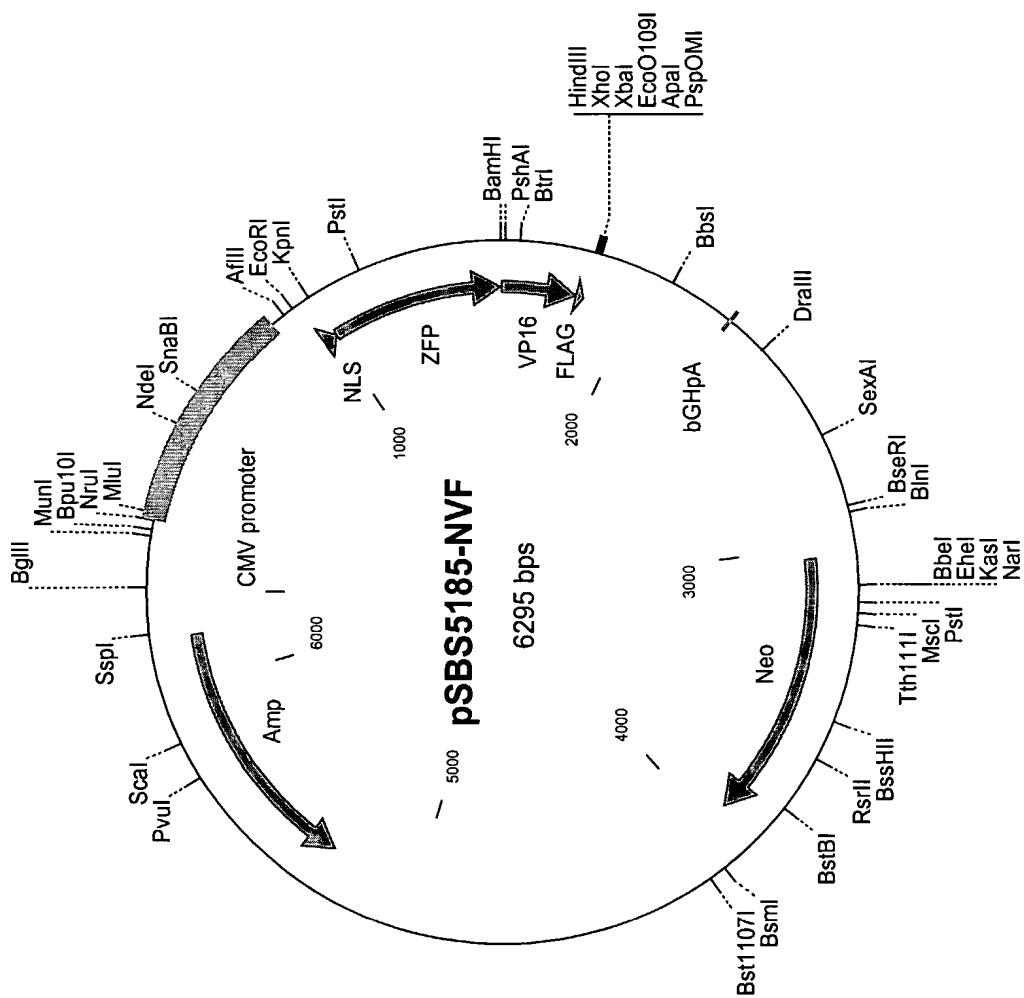 pSBS5185-NVF
6295 bps
BglII
MunI
Bpu10I
NruI
MluI
NdeI
SnaBI
AflII
EcoRI
KpnI
PstI
BamHI
PshAI
BtrI
HindIII
XhoI
XbaI
EcoO109I
ApaI
PspOMI
BbsI
DraIII
SexAI
BseRI
BlnI
BbeI
EheI
KasI
NarI
PstI
MscI
Tth111I
BssHII
RsrII
BstBI
BsmI
Bst1107I
PvuI
ScaI
SspI
CMV promoter
NLS
ZFP
VP16
FLAG
bGHpA
Neo
Amp
1000
2000
3000
4000
5000
6000